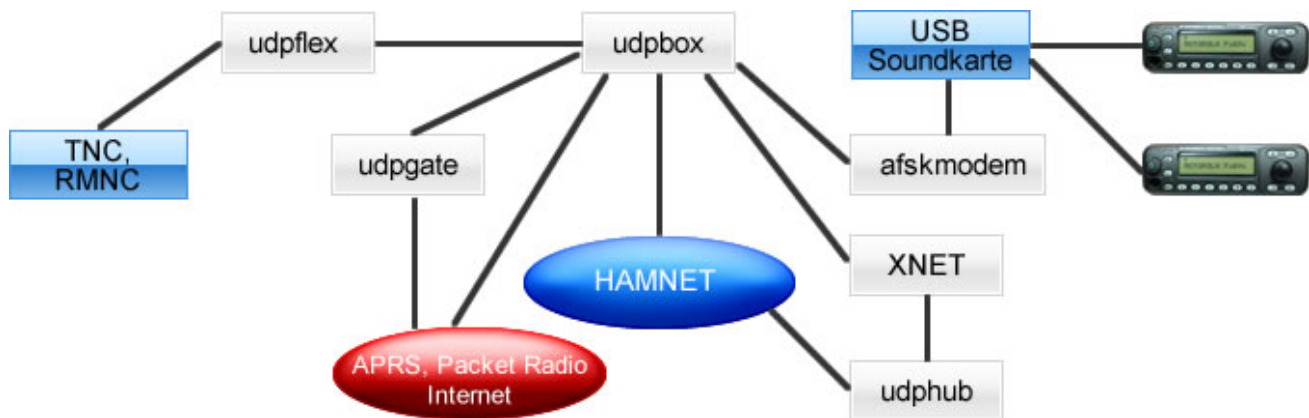 udpflex
udpbox
USB
Soundkarte
TNC,
RMNC
udpgate
afskmodem
HAMNET
XNET
APRS, Packet Radio
Internet
udphub